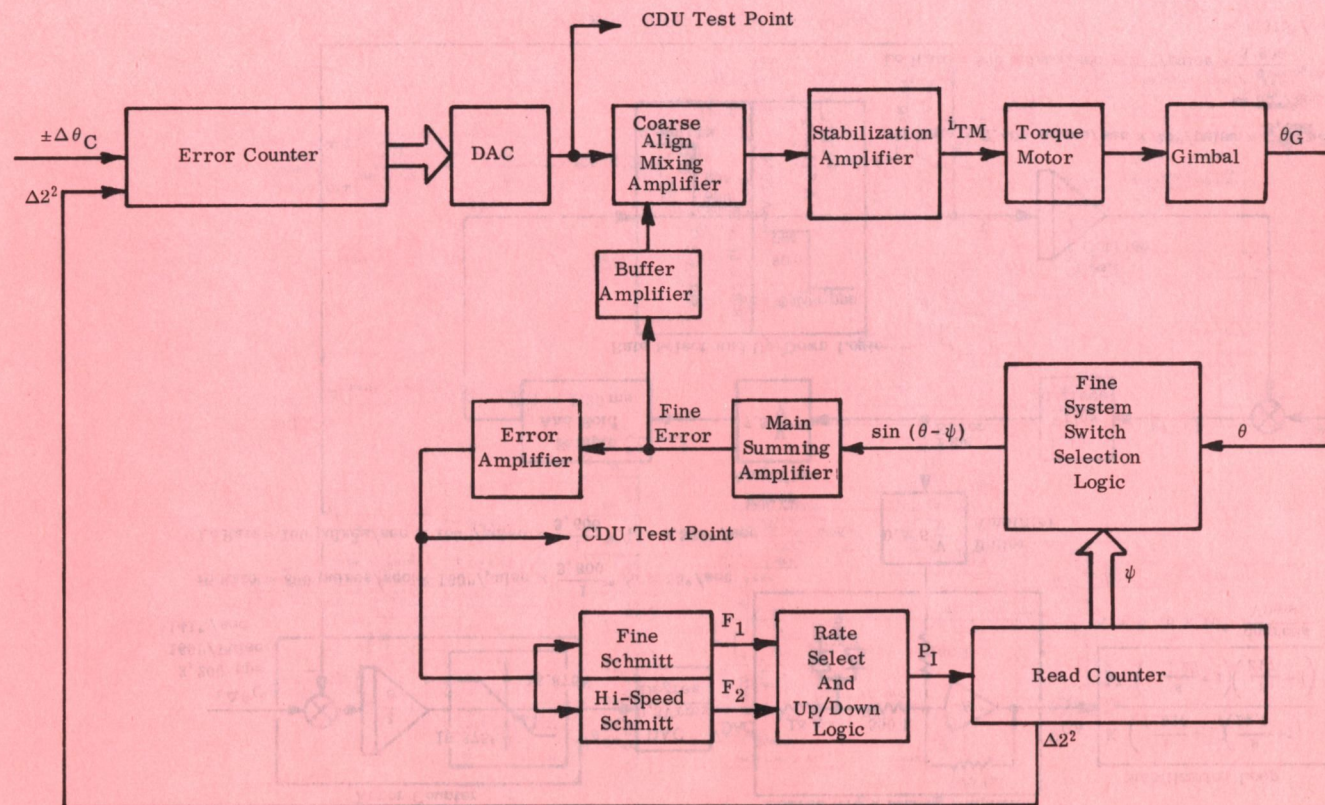 CDU Test Point
±Δθ_C
Δ2²
Error Counter
DAC
Coarse
Align
Mixing
Amplifier
Stabilization
Amplifier
i_TM
Torque
Motor
Gimbal
θ_G
Buffer
Amplifier
Error
Amplifier
Fine
Error
Main
Summing
Amplifier
sin (θ-ψ)
Fine
System
Switch
Selection
Logic
θ
CDU Test Point
ψ
Fine
Schmitt
Hi-Speed
Schmitt
F_1
F_2
Rate
Select
And
Up/Down
Logic
P_I
Read Counter
Δ2²